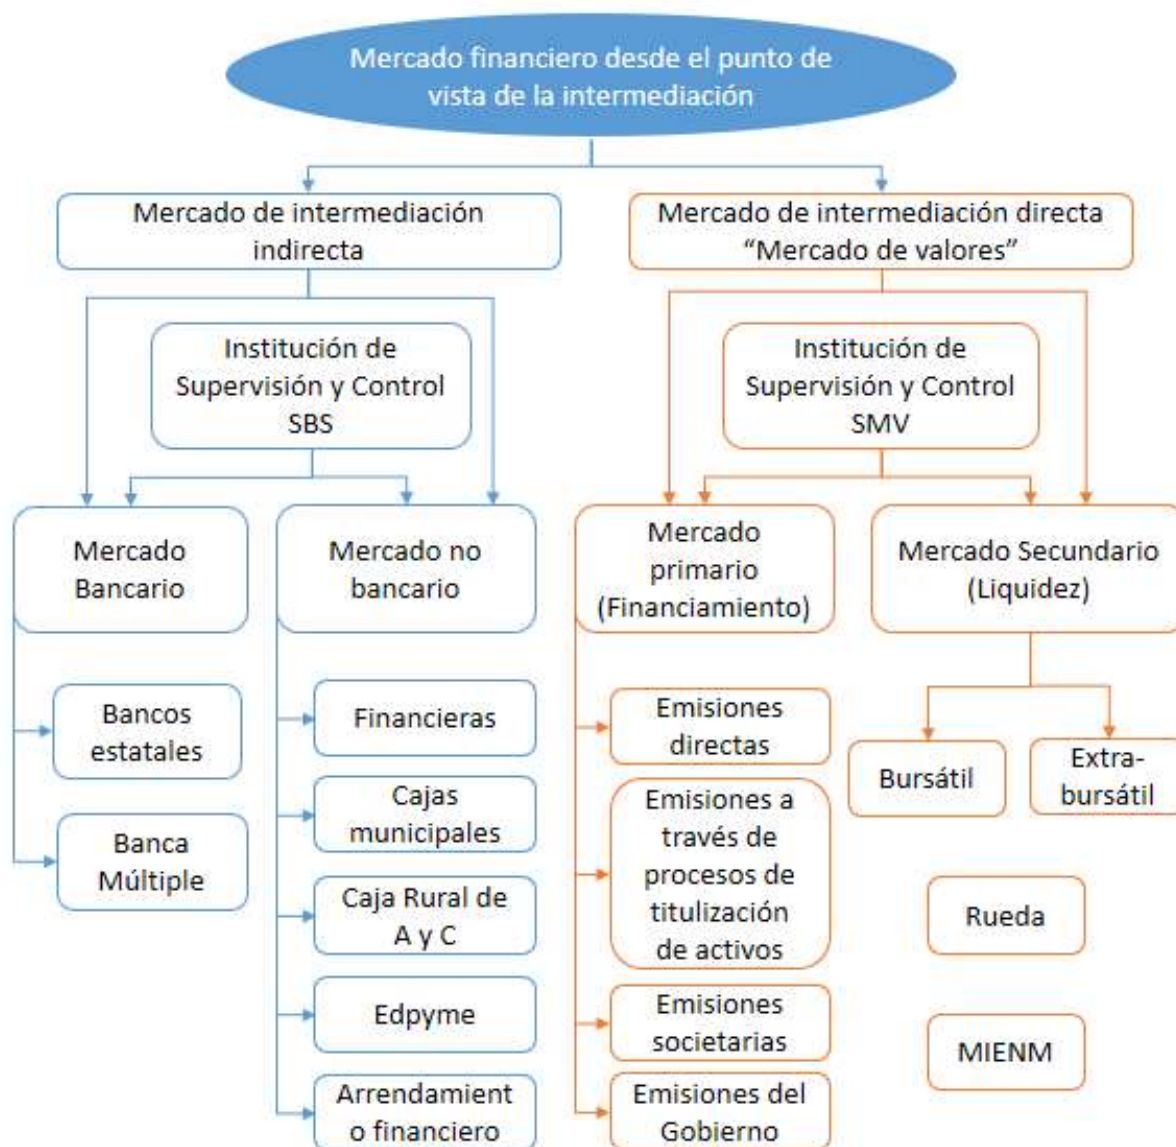 Mercado financiero desde el punto de
vista de la intermediación
Mercado de intermediación
indirecta
Mercado de intermediación directa
“Mercado de valores”
Institución de
Supervisión y Control
SBS
Institución de
Supervisión y Control
SMV
Mercado
Bancario
Mercado no
bancario
Mercado
primario
(Financiamiento)
Mercado Secundario
(Liquidez)
Bancos
estatales
Banca
Múltiple
Financieras
Cajas
municipales
Caja Rural de
A y C
Edpyme
Arrendamient
o financiero
Emisiones
directas
Emisiones a
través de
procesos de
titulización
de activos
Emisiones
societarias
Emisiones del
Gobierno
Bursátil
Extra-
bursátil
Rueda
MIENM